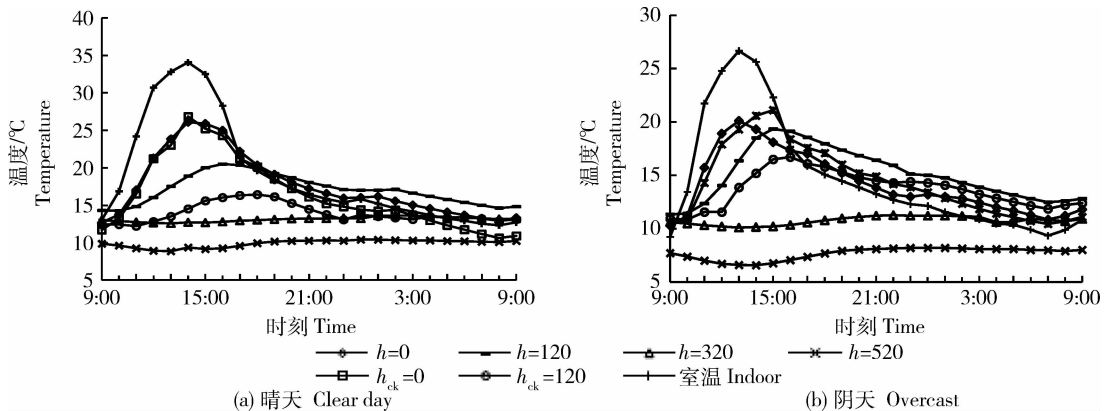 40
35
30
25
20
15
10
5
温度/℃
Temperature
9:00 15:00 21:00 3:00 9:00
时刻 Time
30
25
20
15
10
5
温度/℃
Temperature
9:00 15:00 21:00 3:00 9:00
时刻 Time
h=0 h=120 h=320 h=520
hck=0 hck=120 室温 Indoor
(a) 晴天 Clear day (b) 阴天 Overcast